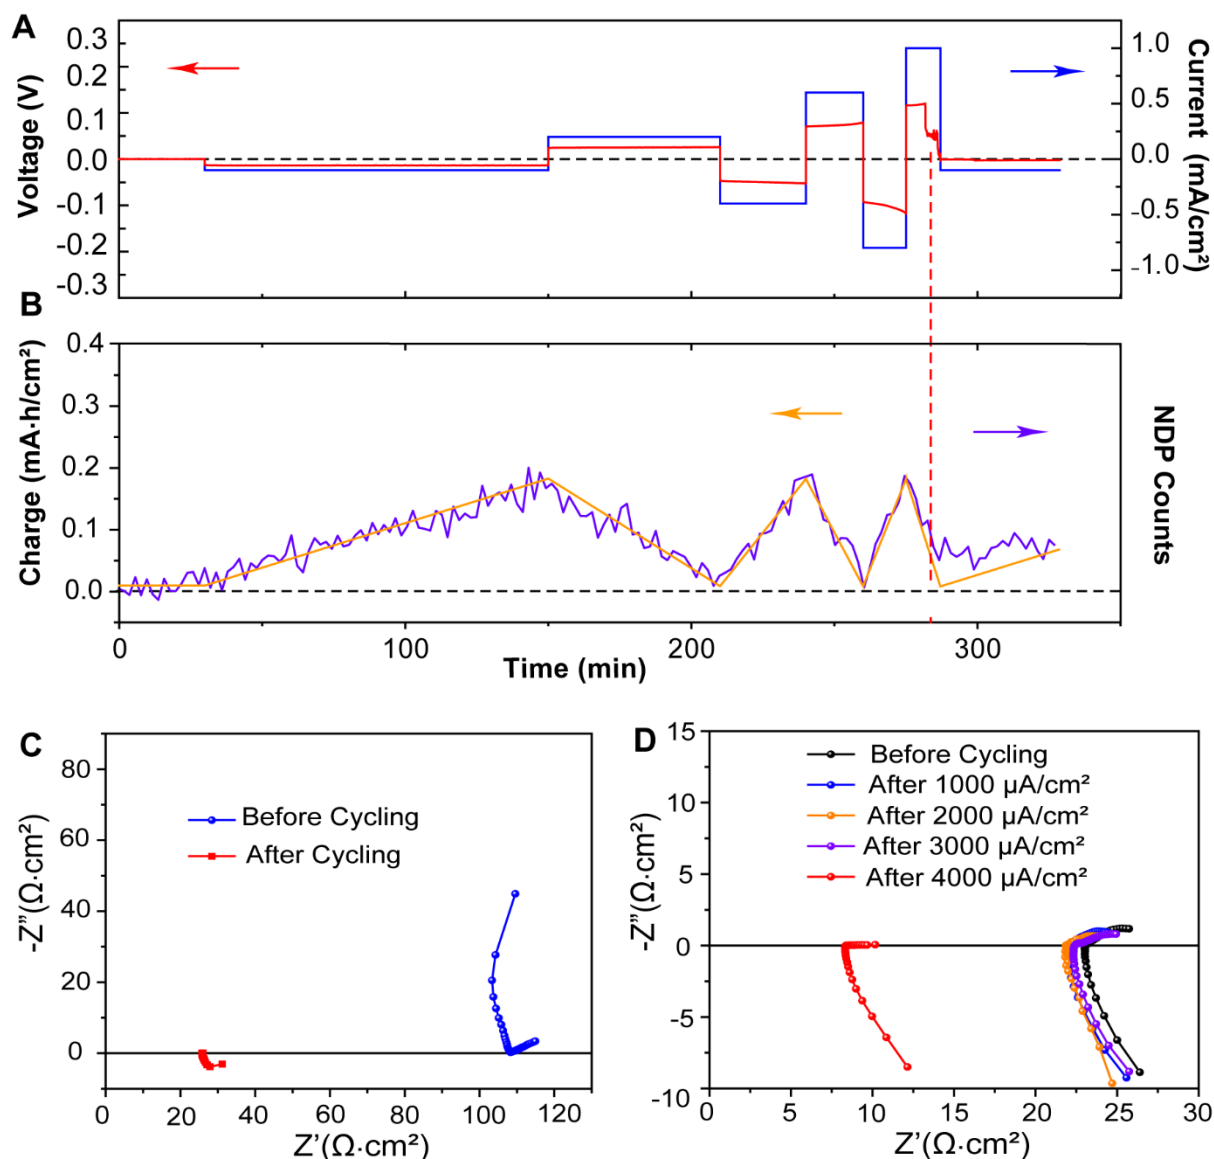 A
Voltage (V)
0.3
0.2
0.1
0.0
-0.1
-0.2
-0.3
1.0
0.5
0.0
-0.5
-1.0
Current (mA/cm²)
B
Charge (mA·h/cm²)
0.4
0.3
0.2
0.1
0.0
NDP Counts
0
100
200
300
Time (min)
C
-Z''(Ω·cm²)
80
60
40
20
0
Before Cycling
After Cycling
0
20
40
60
80
100
120
Z'(Ω·cm²)
D
-Z''(Ω·cm²)
15
10
5
0
-5
-10
Before Cycling
After 1000 µA/cm²
After 2000 µA/cm²
After 3000 µA/cm²
After 4000 µA/cm²
0
5
10
15
20
25
30
Z'(Ω·cm²)